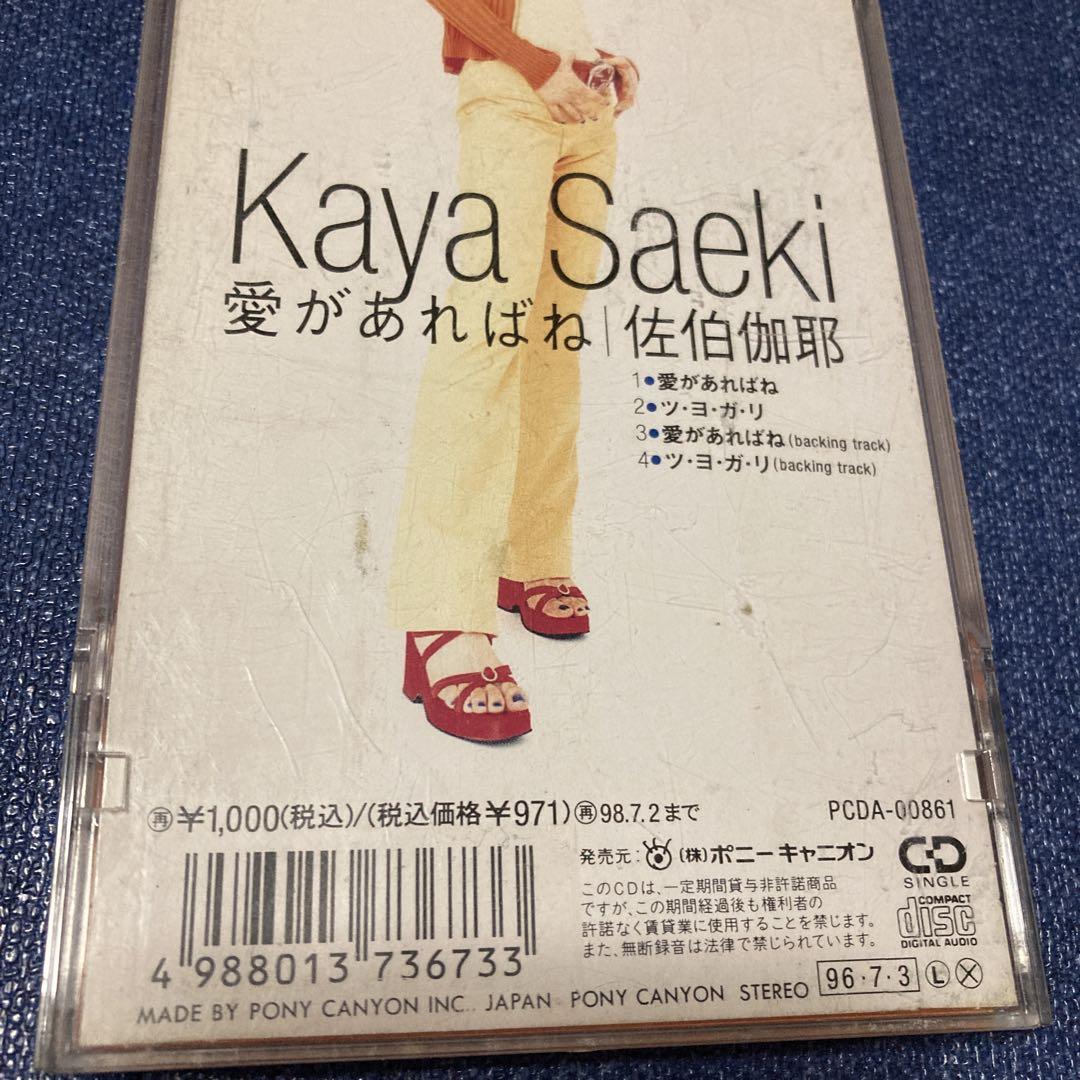 Kaya Saeki
愛があればね|佐伯伽耶
1●愛があればね
2●ツ・ヨ・ガ・リ
3●愛があればね(backing track)
4●ツ・ヨ・ガ・リ(backing track)
㊢¥1,000(税込)/(税込価格¥971)㊢98.7.2まで
PCDA-00861
発売元:(株)ポニーキャニオン
CD
SINGLE
このCDは、一定期間貸与非許諾商品
ですが、この期間経過後も権利者の
許諾なく賃貸業に使用することを禁じます。
また、無断録音は法律で禁じられています。
COMPACT
disc
DIGITAL AUDIO
4 988013 736733
MADE BY PONY CANYON INC., JAPAN PONY CANYON STEREO 96・7・3 Ⓛ Ⓧ